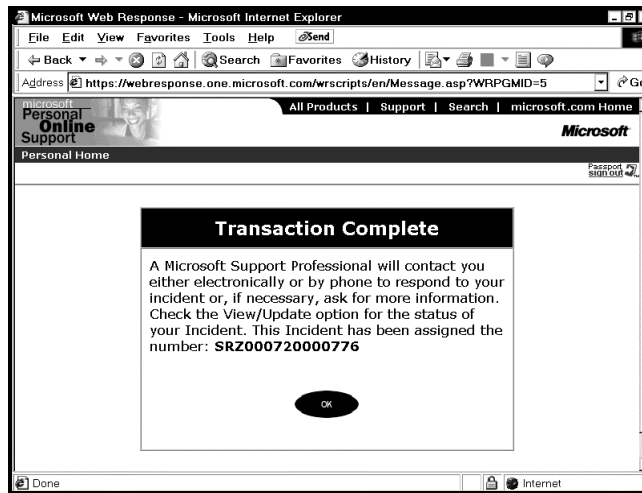 Microsoft Web Response - Microsoft Internet Explorer
File Edit View Favorites Tools Help Send
Back Search Favorites History
Address https://webresponse.one.microsoft.com/wrscripts/en/Message.asp?WRPGMID=5 Go
All Products | Support | Search | microsoft.com Home
microsoft
Personal
Online
Support
Microsoft
Personal Home
Passport
sign out
Transaction Complete
A Microsoft Support Professional will contact you
either electronically or by phone to respond to your
incident or, if necessary, ask for more information.
Check the View/Update option for the status of
your Incident. This Incident has been assigned the
number: SRZ000720000776
OK
Done Internet